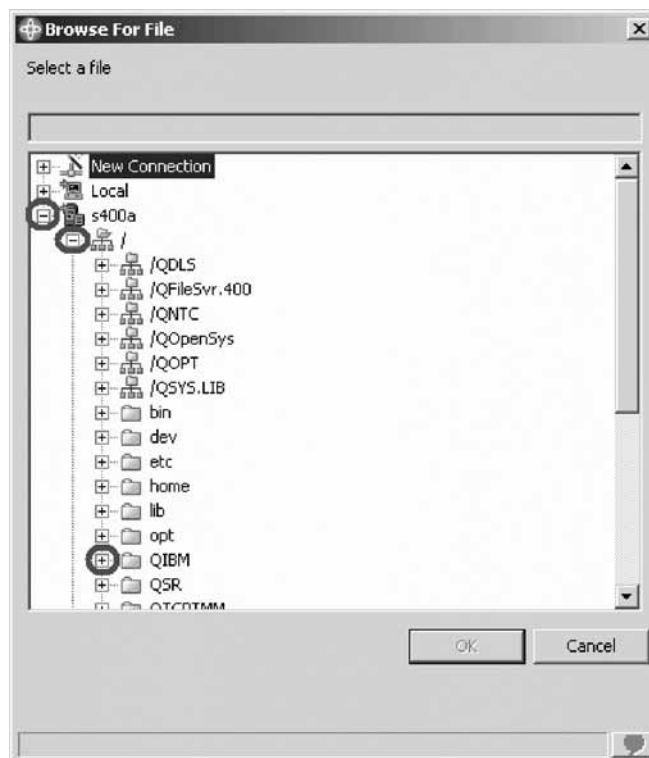 Browse For File
Select a file
New Connection
Local
s400a
/
/QDLS
/QFileSvr.400
/QNTC
/QOpenSys
/QOPT
/QSYS.LIB
bin
dev
etc
home
lib
opt
QIBM
QSR
OK
Cancel